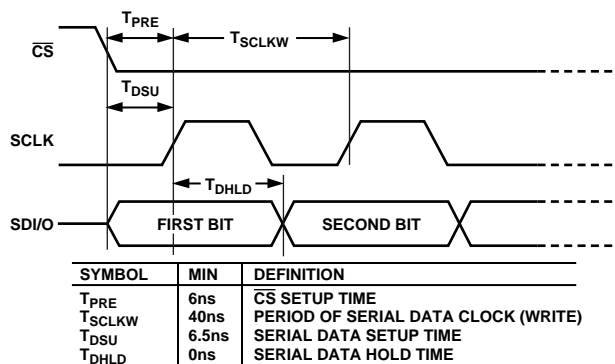 T_PRE
T_SCLKW
CS
T_DSU
SCLK
T_DHLD
SDI/O
FIRST BIT
SECOND BIT
SYMBOL MIN DEFINITION
T_PRE 6ns CS SETUP TIME
T_SCLKW 40ns PERIOD OF SERIAL DATA CLOCK (WRITE)
T_DSU 6.5ns SERIAL DATA SETUP TIME
T_DHLD 0ns SERIAL DATA HOLD TIME